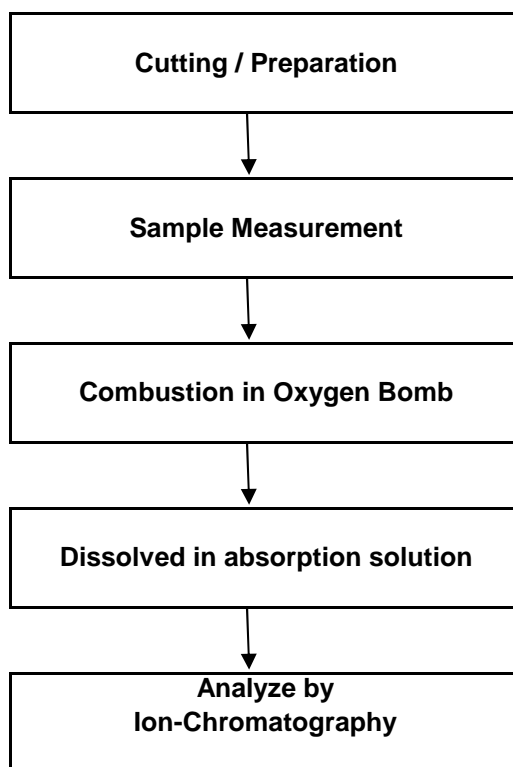 Cutting / Preparation
Sample Measurement
Combustion in Oxygen Bomb
Dissolved in absorption solution
Analyze by
Ion-Chromatography